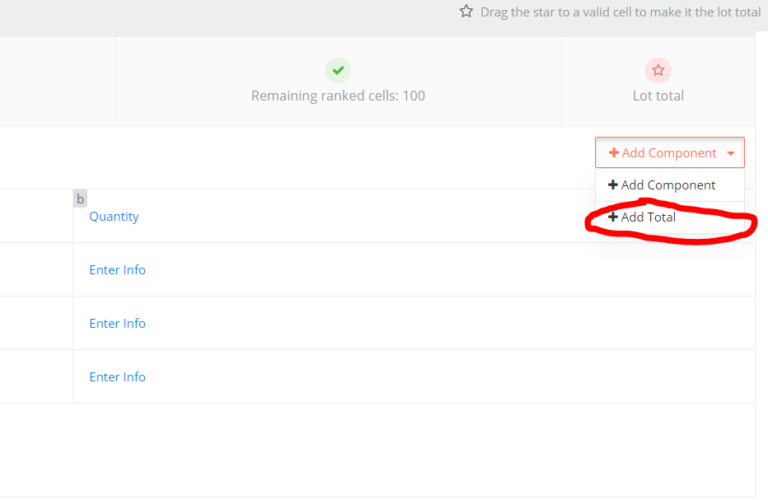 Drag the star to a valid cell to make it the lot total
Remaining ranked cells: 100
Lot total
Add Component
Add Component
Add Total
b
Quantity
Enter Info
Enter Info
Enter Info